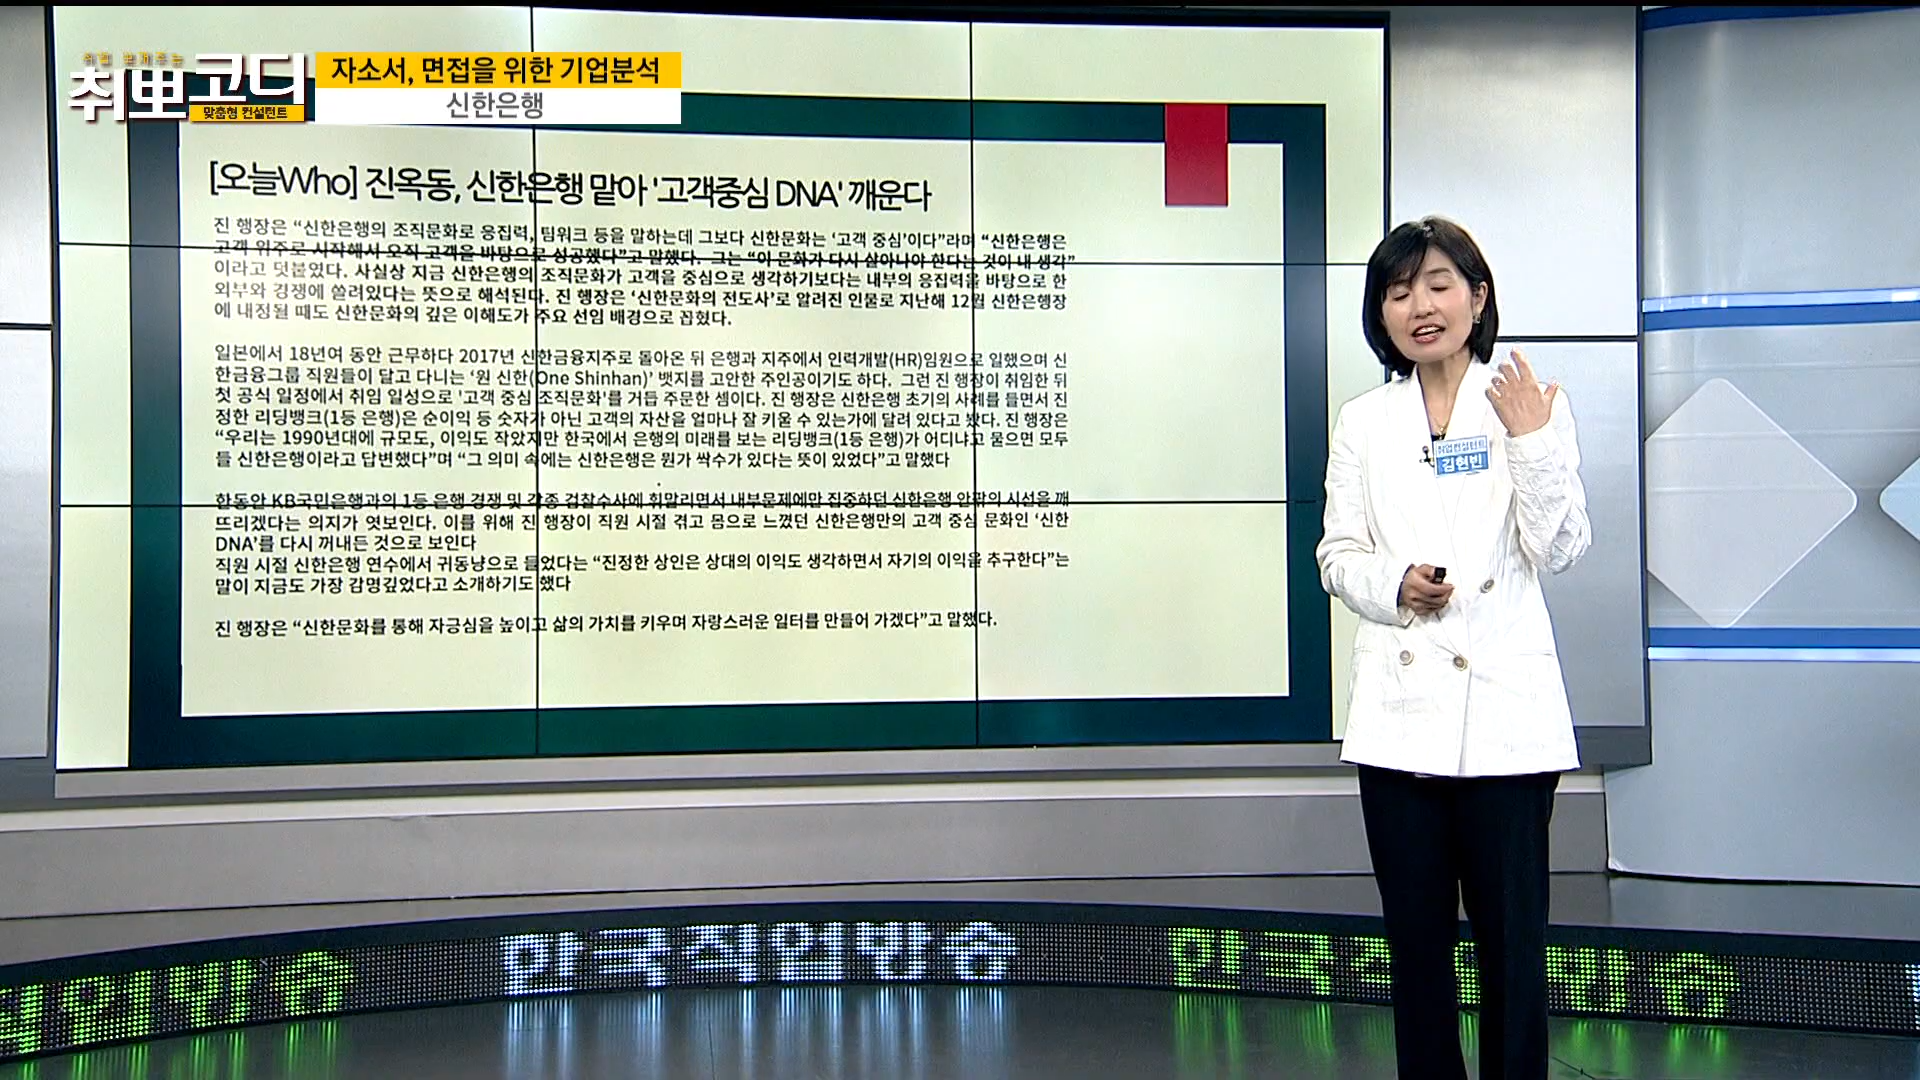 취업 뽀개주는
취뽀코디
맞춤형 컨설턴트
자소서, 면접을 위한 기업분석
신한은행
[오늘Who] 진옥동, 신한은행 맡아 '고객중심 DNA' 깨운다
진 행장은 “신한은행의 조직문화로 응집력, 팀워크 등을 말하는데 그보다 신한문화는 ‘고객 중심’이다”라며 “신한은행은
고객 위주로 시작해서 오직 고객을 바탕으로 성공했다”고 말했다. 그는 “이 문화가 다시 살아나야 한다는 것이 내 생각”
이라고 덧붙였다. 사실상 지금 신한은행의 조직문화가 고객을 중심으로 생각하기보다는 내부의 응집력을 바탕으로 한
외부와 경쟁에 쏠려있다는 뜻으로 해석된다. 진 행장은 ‘신한문화의 전도사’로 알려진 인물로 지난해 12월 신한은행장
에 내정될 때도 신한문화의 깊은 이해도가 주요 선임 배경으로 꼽혔다.
일본에서 18년여 동안 근무하다 2017년 신한금융지주로 돌아온 뒤 은행과 지주에서 인력개발(HR)임원으로 일했으며 신
한금융그룹 직원들이 달고 다니는 ‘원 신한(One Shinhan)’ 뱃지를 고안한 주인공이기도 하다. 그런 진 행장이 취임한 뒤
첫 공식 일정에서 취임 일성으로 '고객 중심 조직문화'를 거듭 주문한 셈이다. 진 행장은 신한은행 초기의 사례를 들면서 진
정한 리딩뱅크(1등 은행)은 순이익 등 숫자가 아닌 고객의 자산을 얼마나 잘 키울 수 있는가에 달려 있다고 봤다. 진 행장은
“우리는 1990년대에 규모도, 이익도 작았지만 한국에서 은행의 미래를 보는 리딩뱅크(1등 은행)가 어디냐고 물으면 모두
들 신한은행이라고 답변했다”며 “그 의미 속에는 신한은행은 뭔가 싹수가 있다는 뜻이 있었다”고 말했다
한동안 KB국민은행과의 1등 은행 경쟁 및 각종 검찰수사에 휘말리면서 내부문제에만 집중하던 신한은행 안팎의 시선을 깨
뜨리겠다는 의지가 엿보인다. 이를 위해 진 행장이 직원 시절 겪고 몸으로 느꼈던 신한은행만의 고객 중심 문화인 ‘신한
DNA’를 다시 꺼내든 것으로 보인다
직원 시절 신한은행 연수에서 귀동냥으로 들었다는 “진정한 상인은 상대의 이익도 생각하면서 자기의 이익을 추구한다”는
말이 지금도 가장 감명깊었다고 소개하기도 했다
진 행장은 “신한문화를 통해 자긍심을 높이고 삶의 가치를 키우며 자랑스러운 일터를 만들어 가겠다”고 말했다.
취업컨설턴트
김현빈
직업방송
한국직업방송
한국직업방송